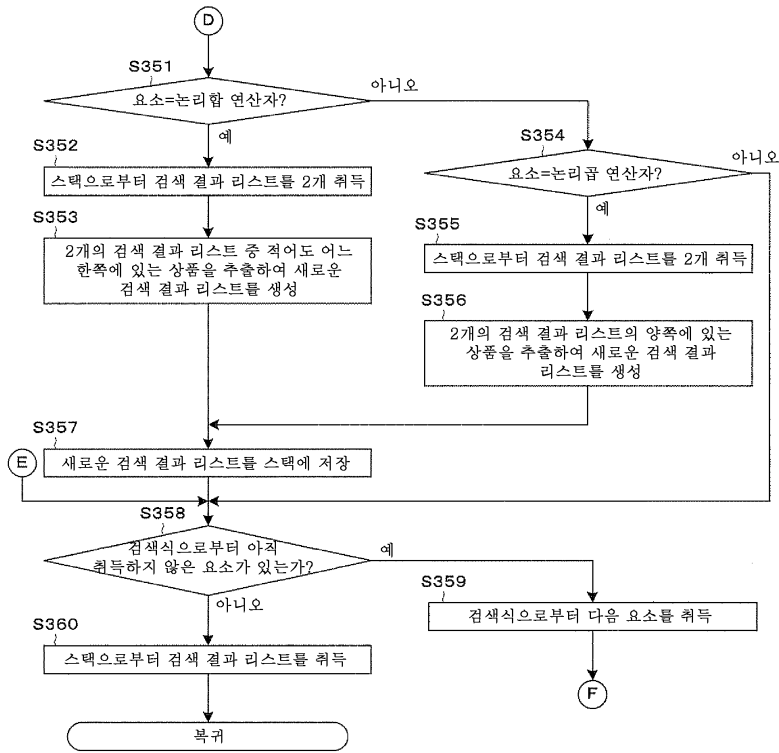 D
S351
요소=논리합 연산자?
아니오
예
S352
스택으로부터 검색 결과 리스트를 2개 취득
S353
2개의 검색 결과 리스트 중 적어도 어느
한쪽에 있는 상품을 추출하여 새로운
검색 결과 리스트를 생성
S354
요소=논리곱 연산자?
아니오
예
S355
스택으로부터 검색 결과 리스트를 2개 취득
S356
2개의 검색 결과 리스트의 양쪽에 있는
상품을 추출하여 새로운 검색 결과
리스트를 생성
S357
E
새로운 검색 결과 리스트를 스택에 저장
S358
검색식으로부터 아직
취득하지 않은 요소가 있는가?
예
아니오
S359
검색식으로부터 다음 요소를 취득
F
S360
스택으로부터 검색 결과 리스트를 취득
복귀